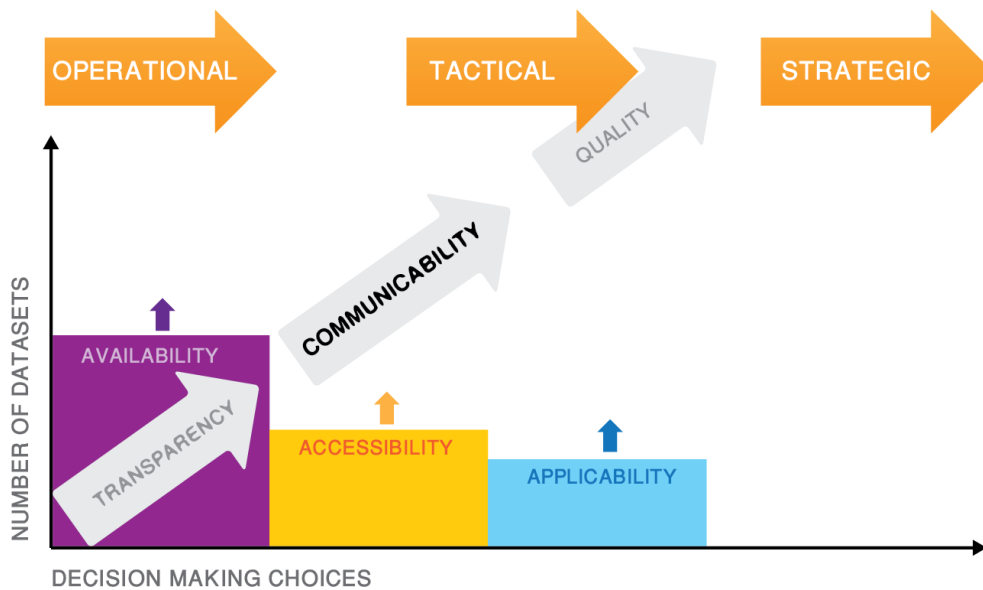 OPERATIONAL
TACTICAL
STRATEGIC
QUALITY
COMMUNICABILITY
NUMBER OF DATASETS
AVAILABILITY
TRANSPARENCY
ACCESSIBILITY
APPLICABILITY
DECISION MAKING CHOICES